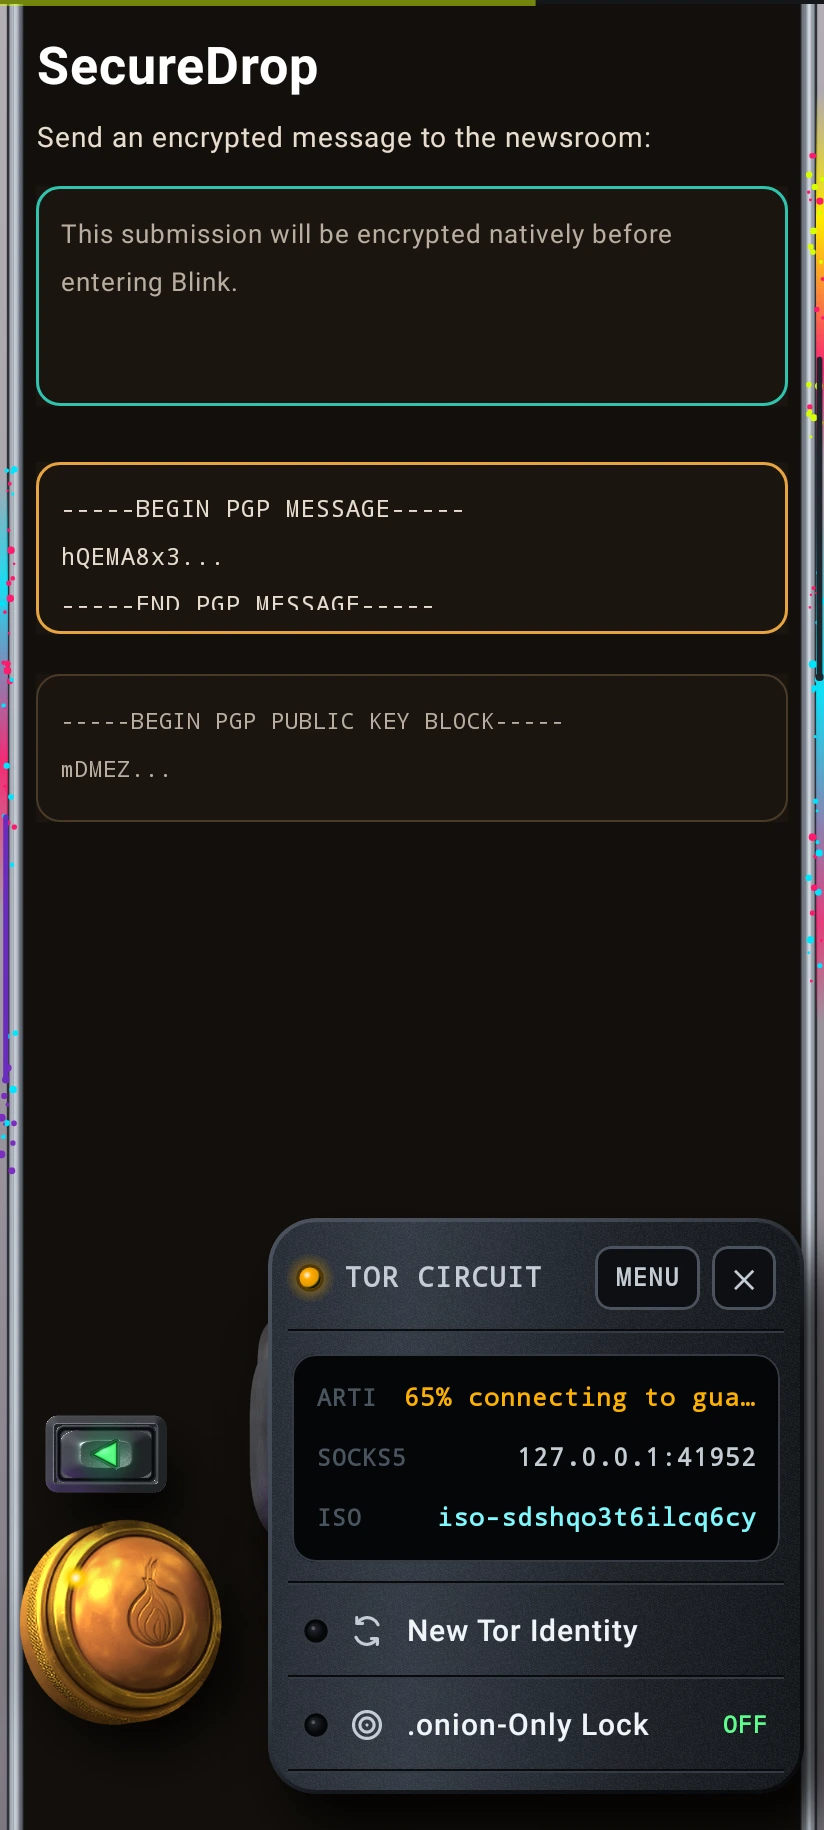 SecureDrop
Send an encrypted message to the newsroom:
This submission will be encrypted natively before
entering Blink.
-----BEGIN PGP MESSAGE-----
hQEMA8x3...
-----END PGP MESSAGE-----
-----BEGIN PGP PUBLIC KEY BLOCK-----
mDMEZ...
TOR CIRCUIT MENU
ARTI 65% connecting to gua…
SOCKS5 127.0.0.1:41952
ISO iso-sdshqo3t6ilcq6cy
New Tor Identity
.onion-Only Lock OFF